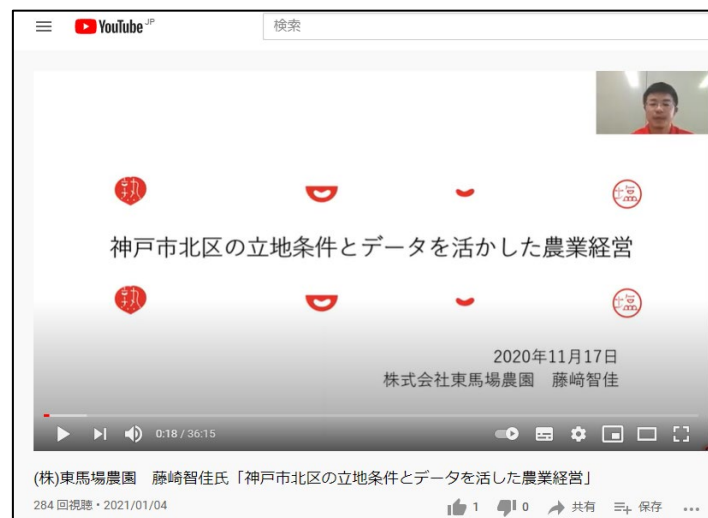 YouTube JP
検索
熟 塩
神戸市北区の立地条件とデータを活かした農業経営
熟 塩
2020年11月17日
株式会社東馬場農園 藤﨑智佳
0:18 / 36:15
(株)東馬場農園 藤崎智佳氏「神戸市北区の立地条件とデータを活した農業経営」
284 回視聴・2021/01/04
1 0 共有 保存